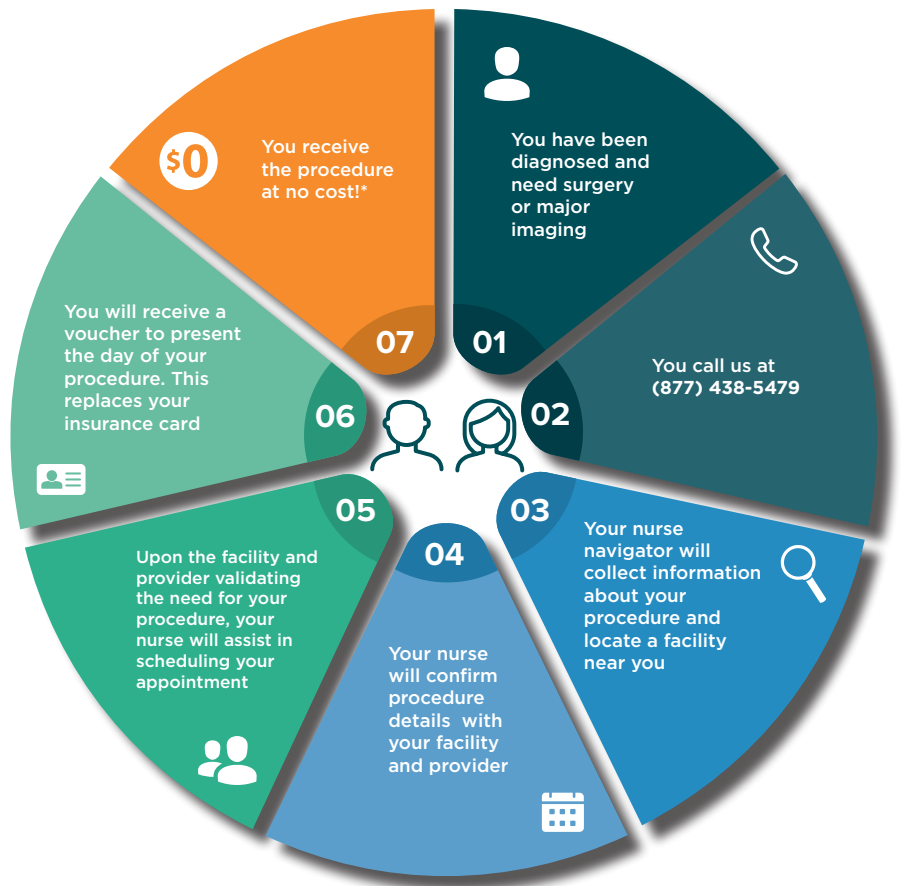 01
You have been
diagnosed and
need surgery
or major
imaging
02
You call us at
(877) 438-5479
03
Your nurse
navigator will
collect information
about your
procedure and
locate a facility
near you
04
Your nurse
will confirm
procedure
details with
your facility
and provider
05
Upon the facility and
provider validating
the need for your
procedure, your
nurse will assist in
scheduling your
appointment
06
You will receive a
voucher to present
the day of your
procedure. This
replaces your
insurance card
07
$0
You receive
the procedure
at no cost!*